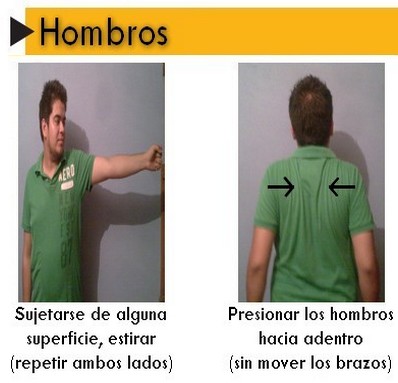 Hombros
AERO
87
Sujetarse de alguna
superficie, estirar
(repetir ambos lados)
Presionar los hombros
hacia adentro
(sin mover los brazos)